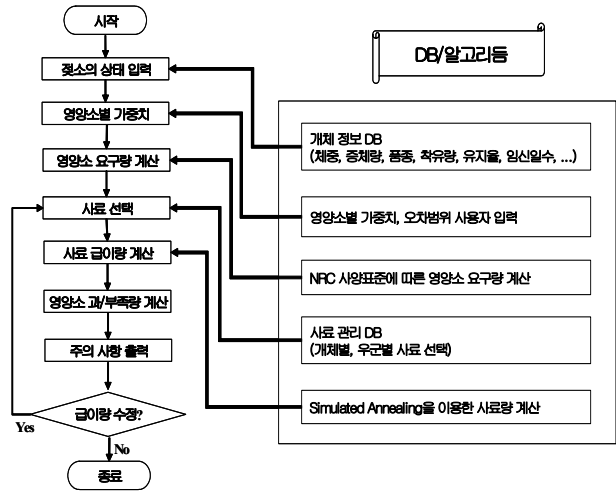 시작
젖소의 상태 입력
영양소별 가중치
영양소 요구량 계산
사료 선택
사료 급이량 계산
영양소 과/부족량 계산
주의 사항 출력
급이량 수정?
Yes
No
종료
DB/알고리듬
개체 정보 DB
(체중, 증체량, 품종, 착유량, 유지율, 임신일수, ...)
영양소별 가중치, 오차범위 사용자 입력
NRC 사양표준에 따른 영양소 요구량 계산
사료 관리 DB
(개체별, 우군별 사료 선택)
Simulated Annealing을 이용한 사료량 계산